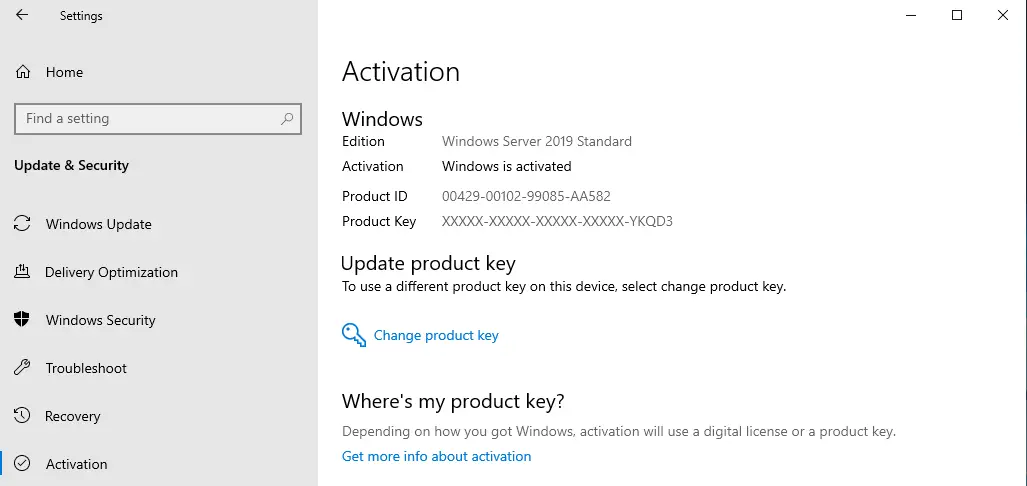 Settings
Home
Find a setting
Update & Security
Windows Update
Delivery Optimization
Windows Security
Troubleshoot
Recovery
Activation
Activation
Windows
Edition Windows Server 2019 Standard
Activation Windows is activated
Product ID 00429-00102-99085-AA582
Product Key XXXXX-XXXXX-XXXXX-XXXXX-YKQD3
Update product key
To use a different product key on this device, select change product key.
Change product key
Where's my product key?
Depending on how you got Windows, activation will use a digital license or a product key.
Get more info about activation